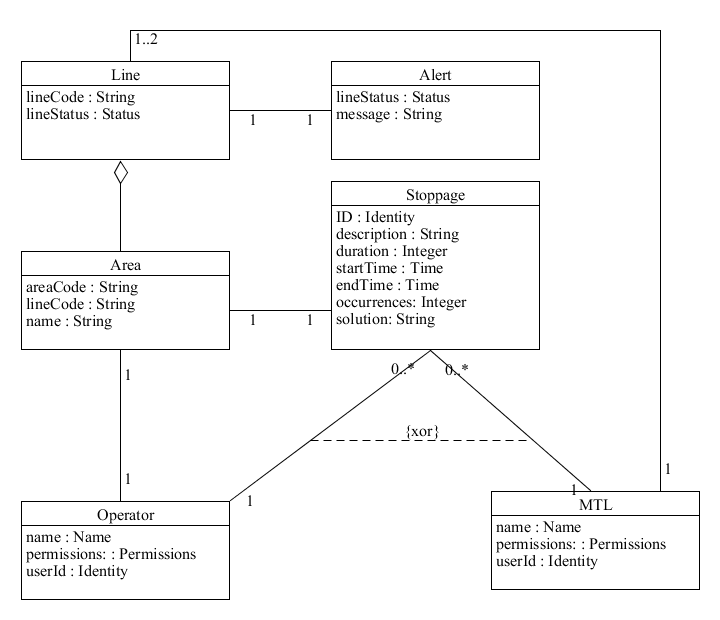 1..2
Line
lineCode : String
lineStatus : Status
1
1
Alert
lineStatus : Status
message : String
Stoppage
ID : Identity
description : String
duration : Integer
startTime : Time
endTime : Time
occurrences: Integer
solution: String
Area
areaCode : String
lineCode : String
name : String
1
1
1
0..*
0..*
{xor}
1
1
1
1
Operator
name : Name
permissions: : Permissions
userId : Identity
MTL
name : Name
permissions: : Permissions
userId : Identity